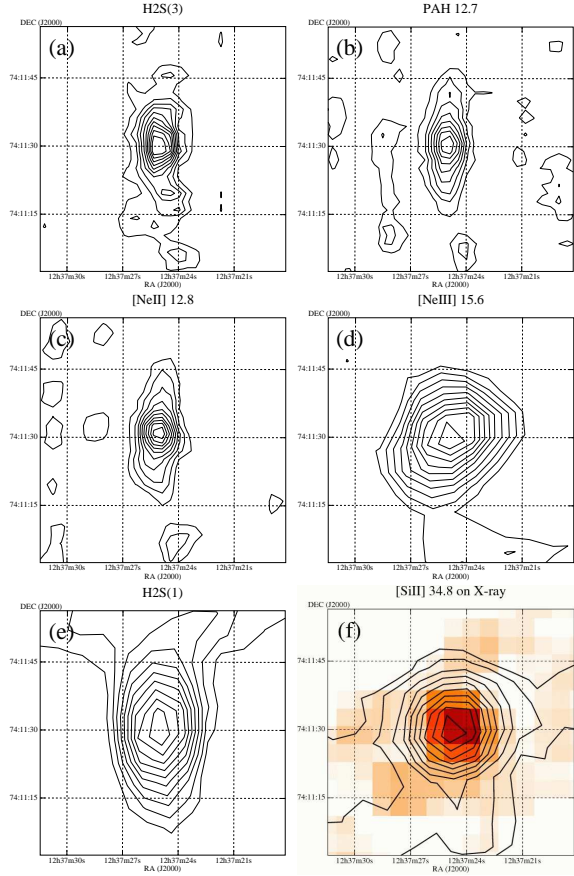 H2S(3)
DEC (J2000)
(a)
74:11:45
74:11:30
74:11:15
12h37m30s 12h37m27s 12h37m24s 12h37m21s
RA (J2000)
PAH 12.7
DEC (J2000)
(b)
74:11:45
74:11:30
74:11:15
12h37m30s 12h37m27s 12h37m24s 12h37m21s
RA (J2000)
[NeII] 12.8
DEC (J2000)
(c)
74:11:45
74:11:30
74:11:15
12h37m30s 12h37m27s 12h37m24s 12h37m21s
RA (J2000)
[NeIII] 15.6
DEC (J2000)
(d)
74:11:45
74:11:30
74:11:15
12h37m30s 12h37m27s 12h37m24s 12h37m21s
RA (J2000)
H2S(1)
DEC (J2000)
(e)
74:11:45
74:11:30
74:11:15
12h37m30s 12h37m27s 12h37m24s 12h37m21s
RA (J2000)
[SiII] 34.8 on X-ray
DEC (J2000)
(f)
74:11:45
74:11:30
74:11:15
12h37m30s 12h37m27s 12h37m24s 12h37m21s
RA (J2000)